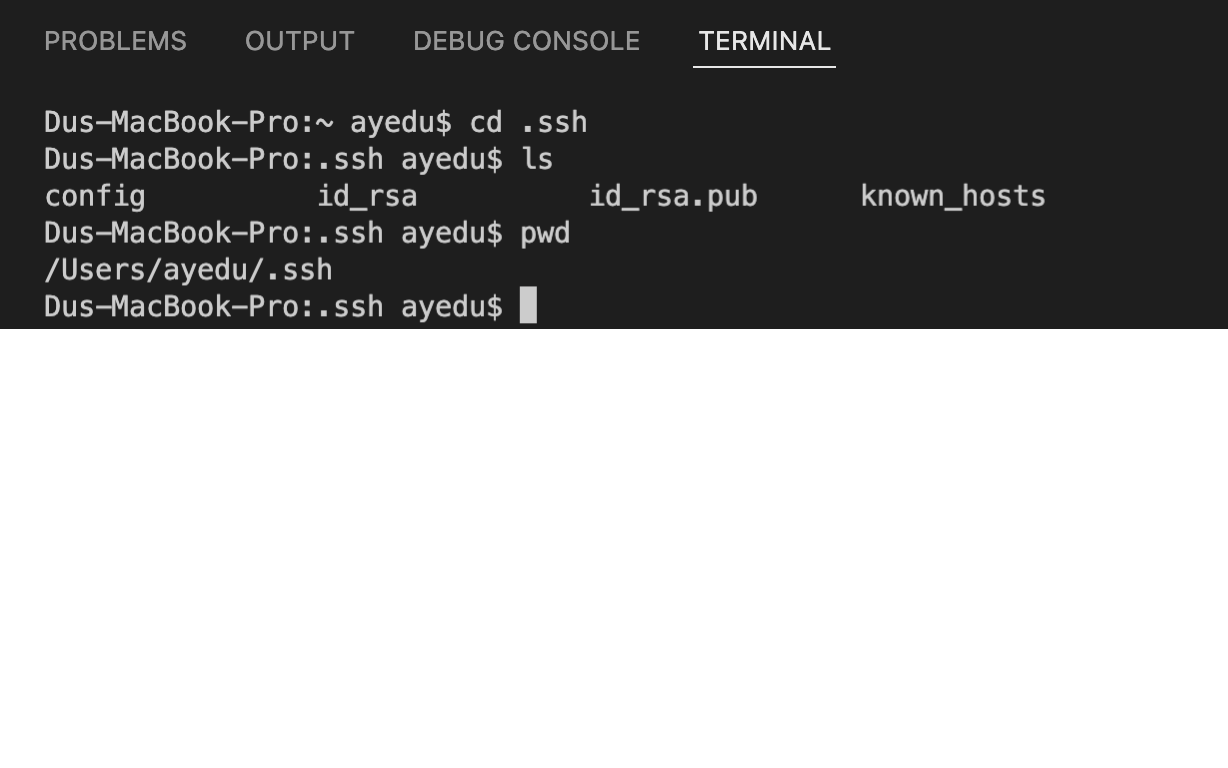 PROBLEMS OUTPUT DEBUG CONSOLE TERMINAL
Dus-MacBook-Pro:~ ayedu$ cd .ssh
Dus-MacBook-Pro:.ssh ayedu$ ls
config id_rsa id_rsa.pub known_hosts
Dus-MacBook-Pro:.ssh ayedu$ pwd
/Users/ayedu/.ssh
Dus-MacBook-Pro:.ssh ayedu$